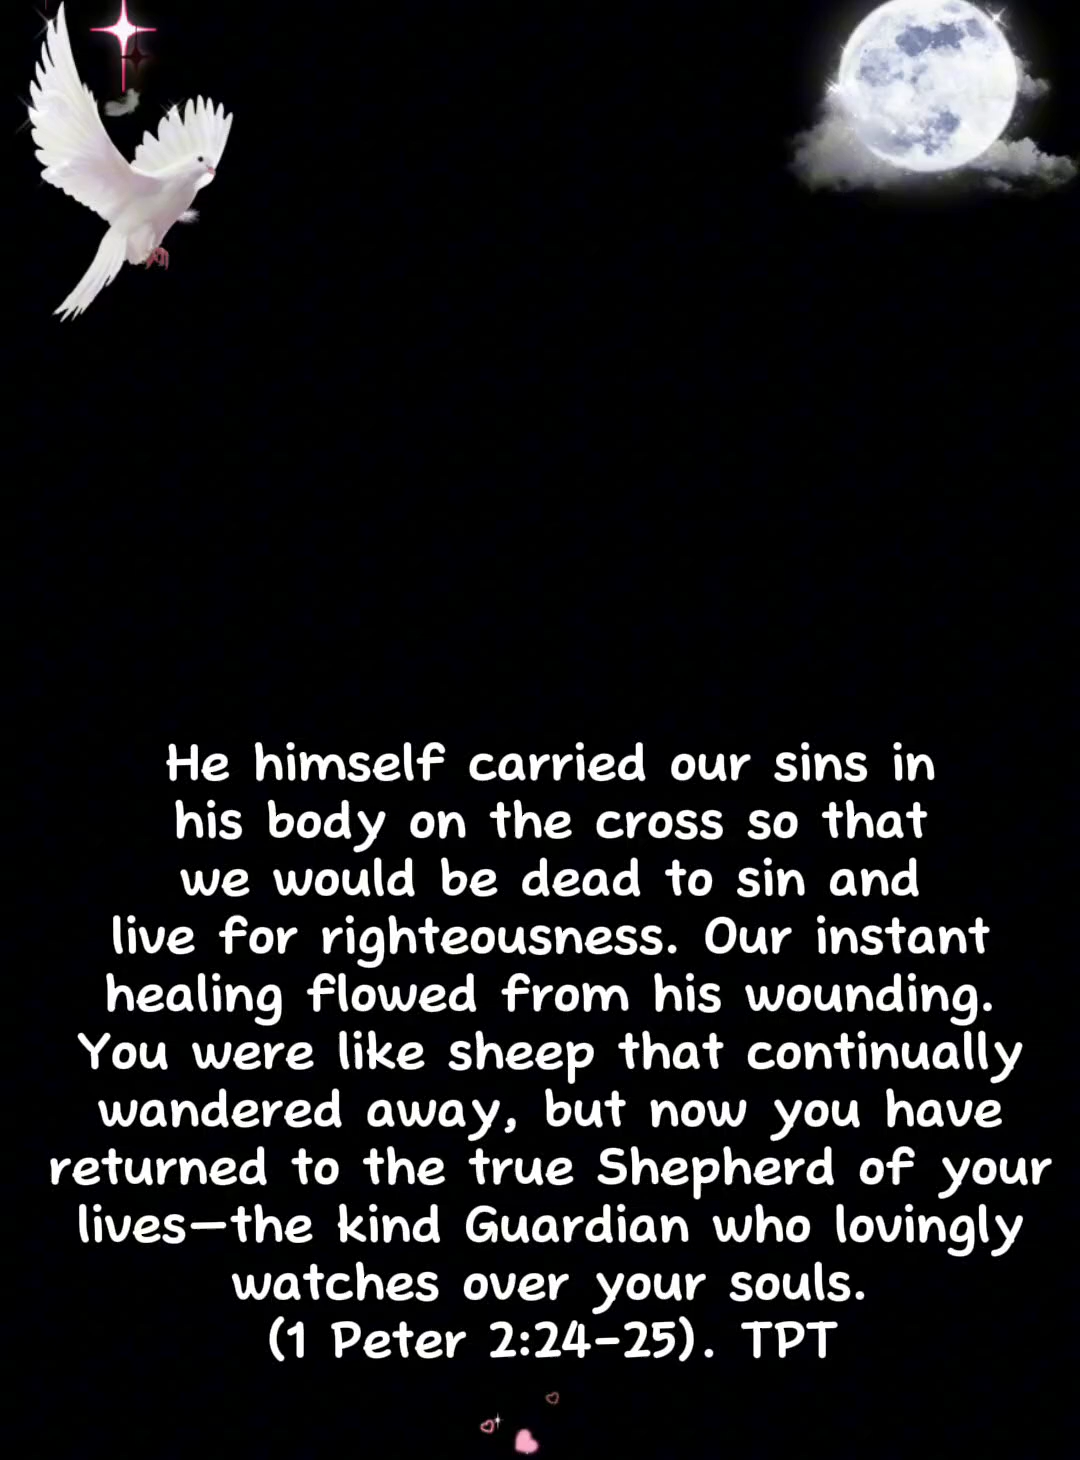 He himself carried our sins in
his body on the cross so that
we would be dead to sin and
live for righteousness. Our instant
healing flowed from his wounding.
You were like sheep that continually
wandered away, but now you have
returned to the true Shepherd of your
lives—the kind Guardian who lovingly
watches over your souls.
(1 Peter 2:24-25). TPT